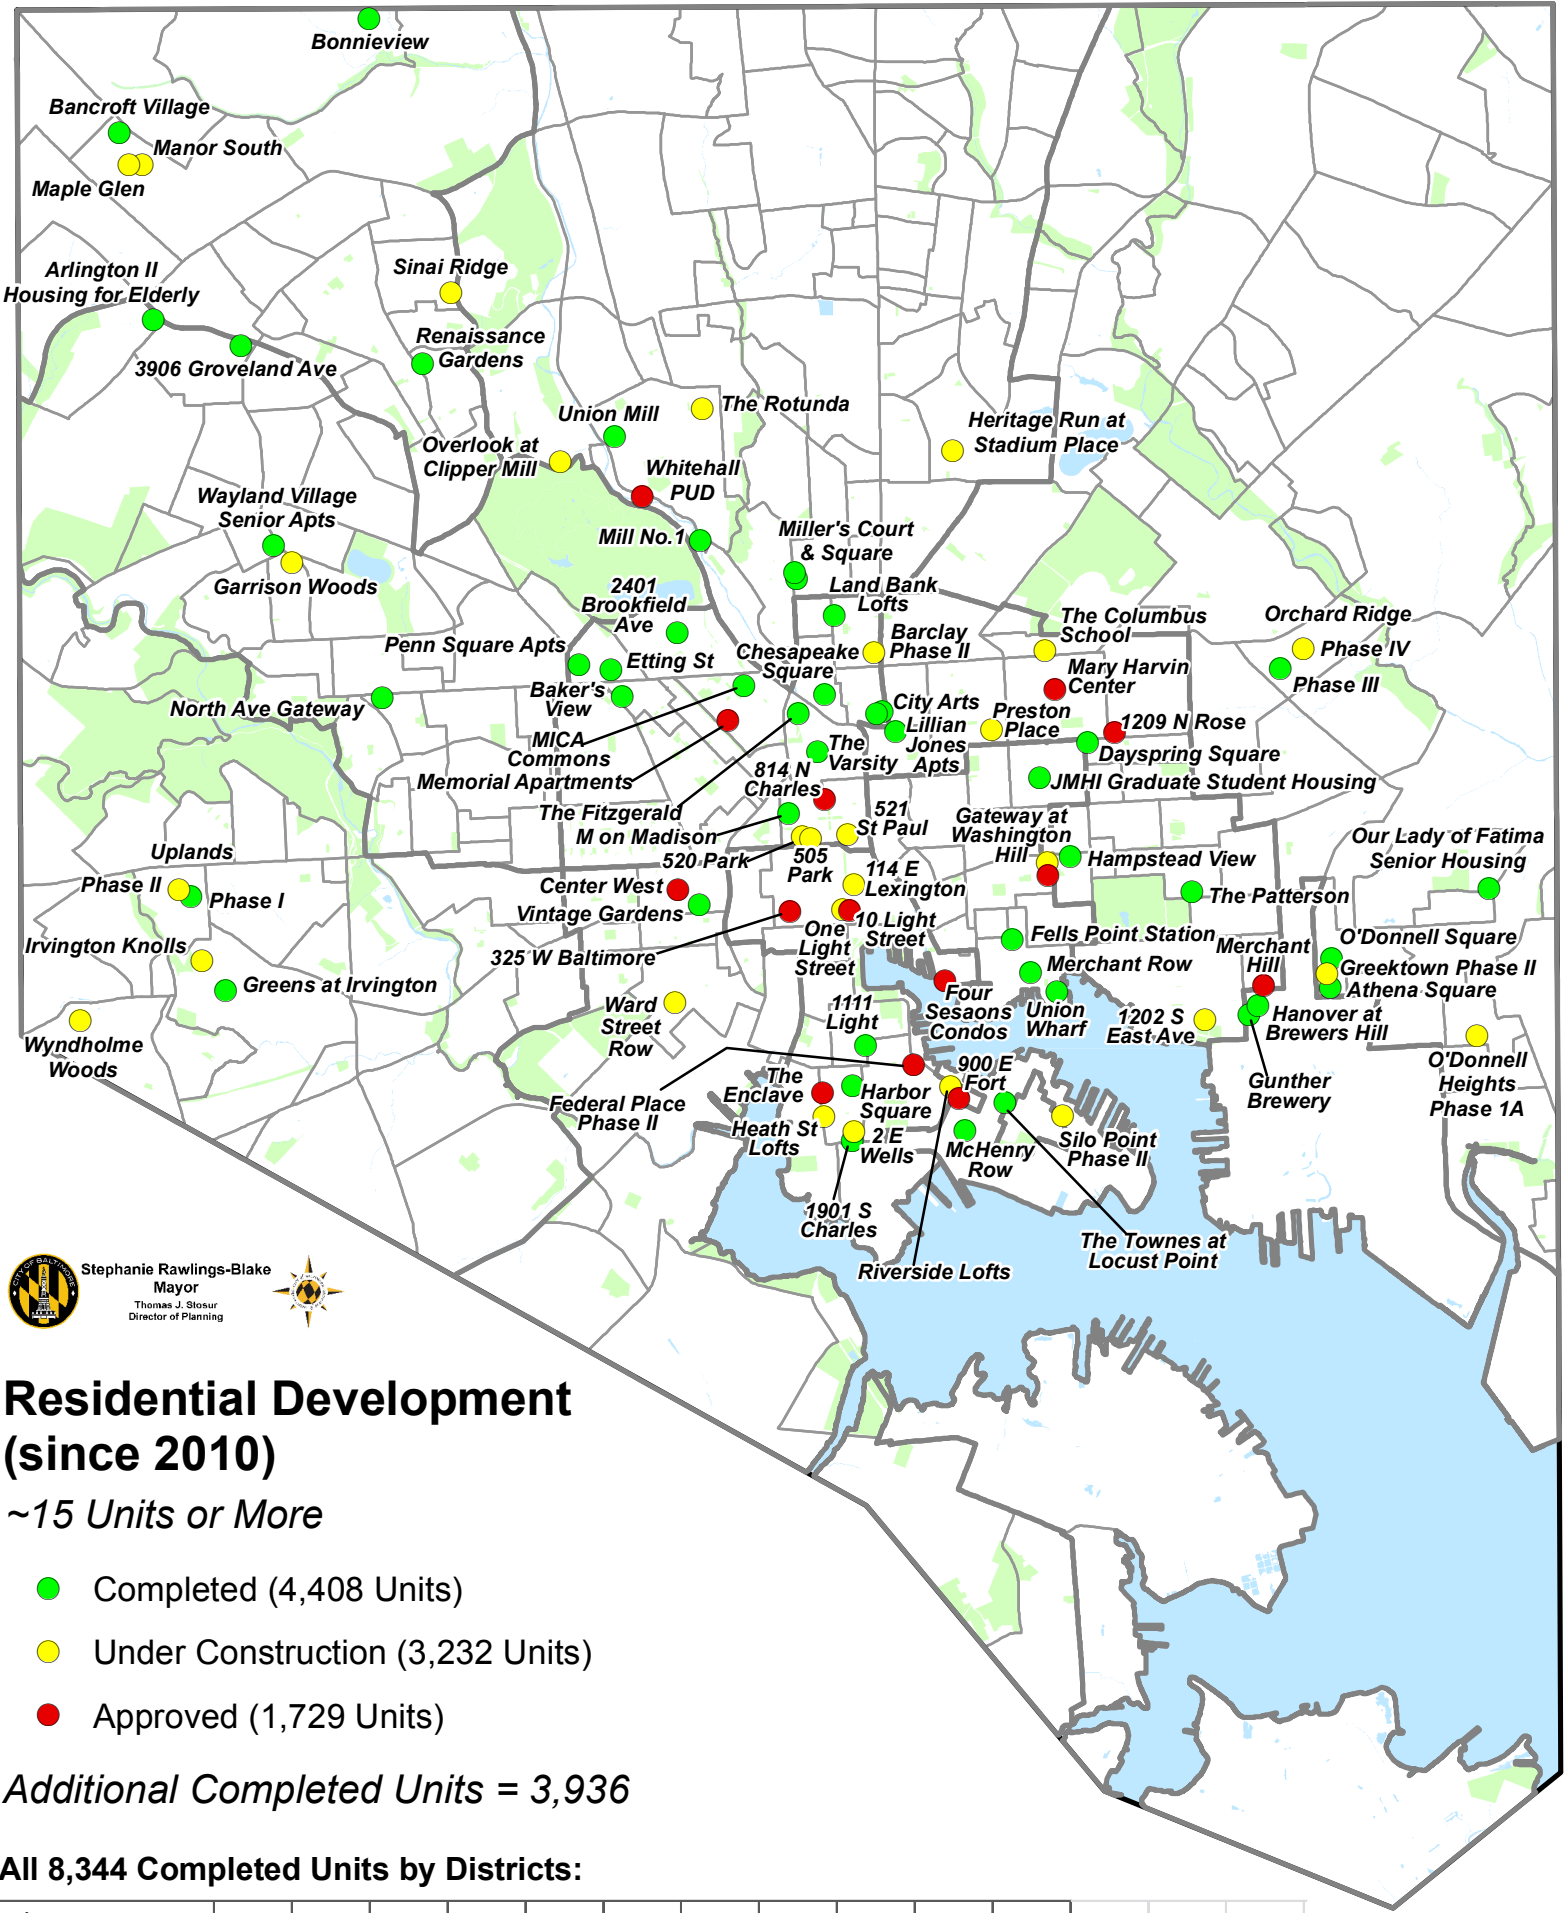 Bonnieview
Bancroft Village
Manor South
Maple Glen
Arlington II
Housing for Elderly
Sinai Ridge
3906 Groveland Ave
Renaissance
Gardens
Union Mill
The Rotunda
Overlook at
Clipper Mill
Heritage Run at
Stadium Place
Whitehall
PUD
Wayland Village
Senior Apts
Garrison Woods
Mill No.1
Miller's Court
& Square
2401
Brookfield
Ave
Land Bank
Lofts
The Columbus
School
Orchard Ridge
Phase IV
Phase III
Penn Square Apts
Etting St
Chesapeake
Square
Barclay
Phase II
Mary Harvin
Center
Baker's
View
North Ave Gateway
City Arts
Preston
Place
1209 N Rose
MICA
Commons
Lillian
Jones
Apts
The
Varsity
Dayspring Square
Memorial Apartments
814 N
Charles
JMHI Graduate Student Housing
The Fitzgerald
M on Madison
521
St Paul
Gateway at
Washington
Hill
Our Lady of Fatima
Senior Housing
Uplands
Phase II
Phase I
520 Park
505
Park
Hampstead View
114 E
Lexington
Center West
Vintage Gardens
The Patterson
10 Light
Street
One
Light
Street
325 W Baltimore
Irvington Knolls
Greens at Irvington
Fells Point Station
Merchant
Hill
O'Donnell Square
Merchant Row
Greektown Phase II
Athena Square
Wyndholme
Woods
Ward
Street
Row
1111
Light
Four
Sesaons
Condos
Union
Wharf
1202 S
East Ave
Hanover at
Brewers Hill
O'Donnell
Heights
Phase 1A
Gunther
Brewery
The
Enclave
Federal Place
Phase II
Harbor
Square
900 E
Fort
Heath St
Lofts
2 E
Wells
McHenry
Row
Silo Point
Phase II
1901 S
Charles
Riverside Lofts
The Townes at
Locust Point
CITY OF BALTIMORE
Stephanie Rawlings-Blake
Mayor
Thomas J. Stosur
Director of Planning
Residential Development
(since 2010)
~15 Units or More
Completed (4,408 Units)
Under Construction (3,232 Units)
Approved (1,729 Units)
Additional Completed Units = 3,936
All 8,344 Completed Units by Districts: